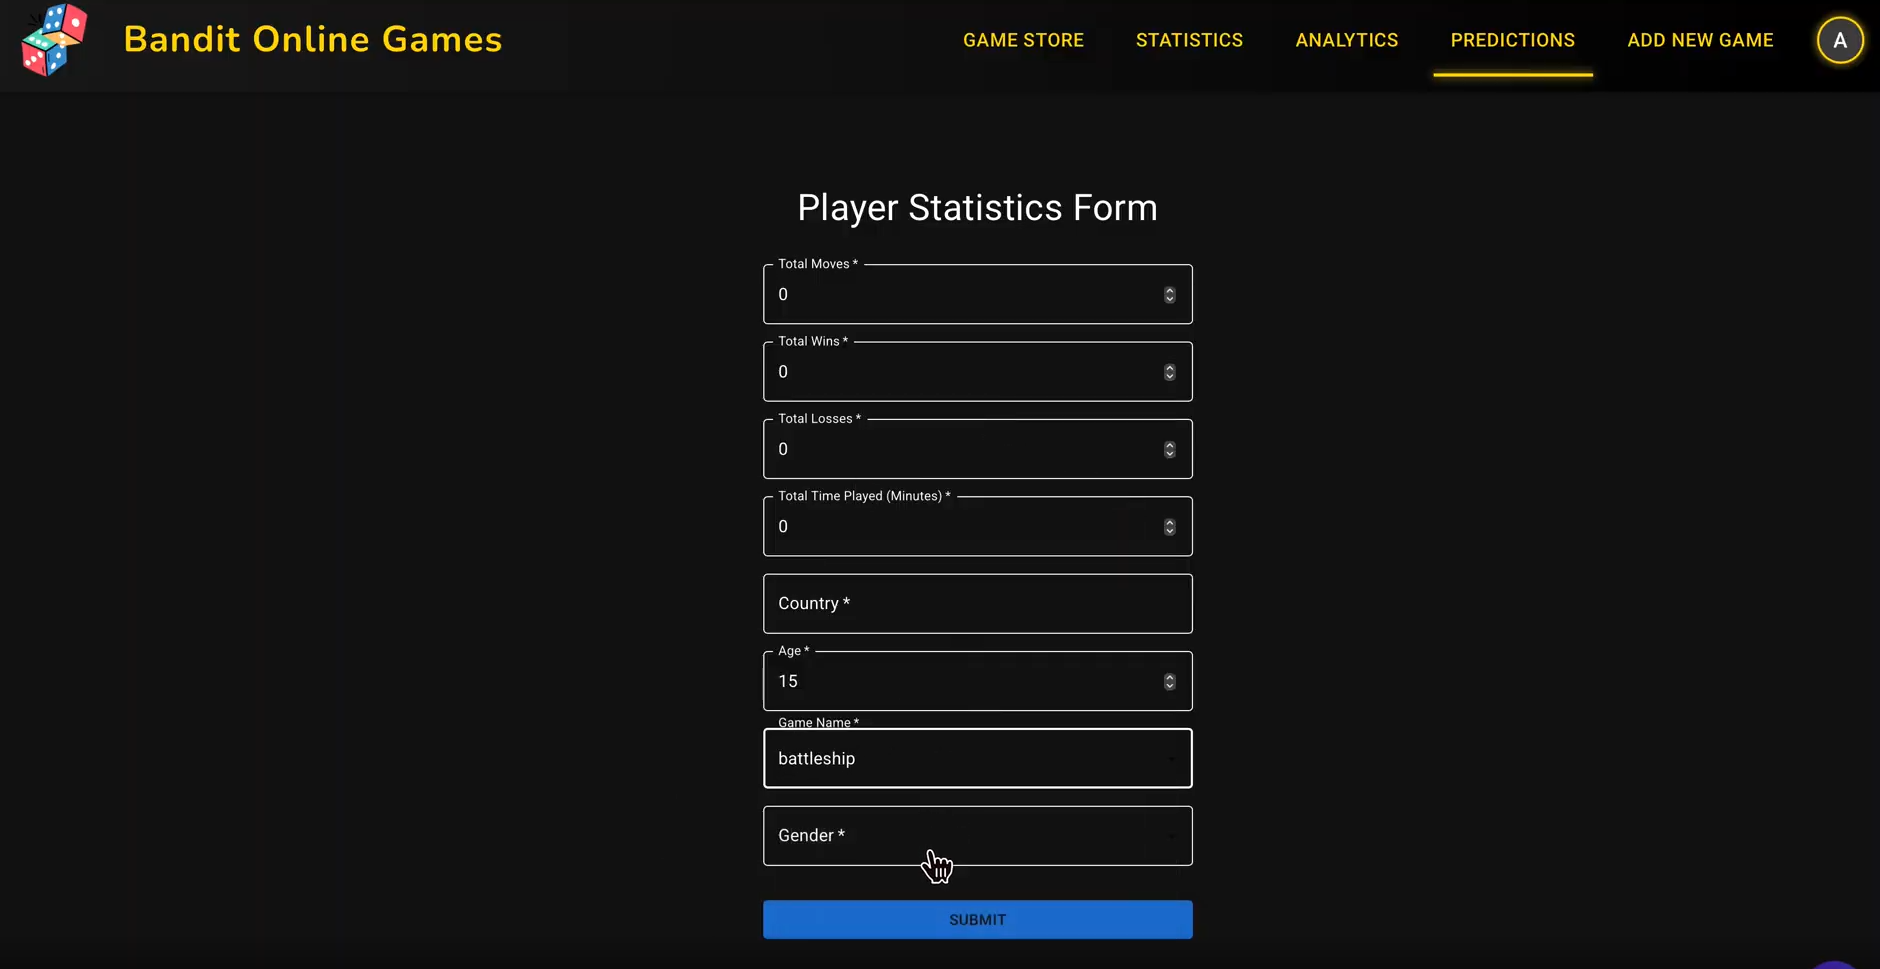 Bandit Online Games
GAME STORE
STATISTICS
ANALYTICS
PREDICTIONS
ADD NEW GAME
A
Player Statistics Form
Total Moves *
0
Total Wins *
0
Total Losses *
0
Total Time Played (Minutes) *
0
Country *
Age *
15
Game Name *
battleship
Gender *
SUBMIT